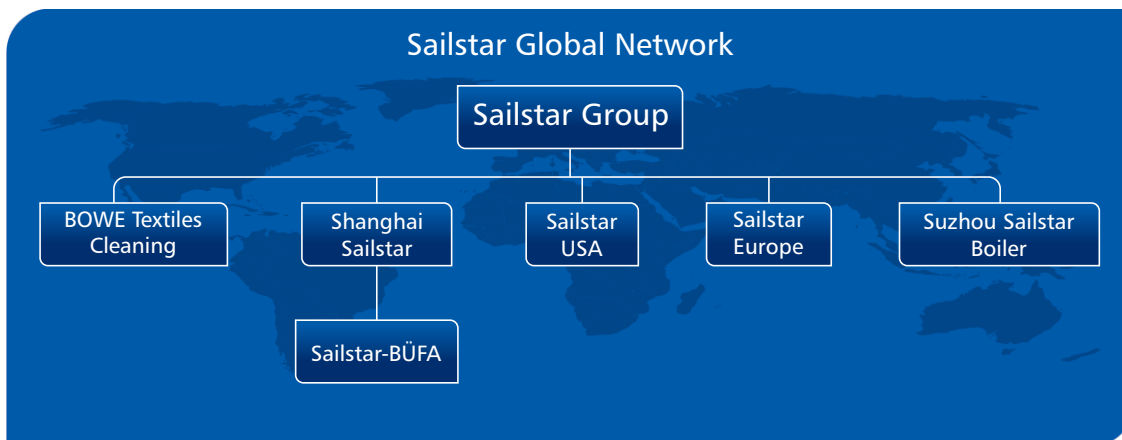 Sailstar Global Network
Sailstar Group
BOWE Textiles
Cleaning
Shanghai
Sailstar
Sailstar
USA
Sailstar
Europe
Suzhou Sailstar
Boiler
Sailstar-BÜFA